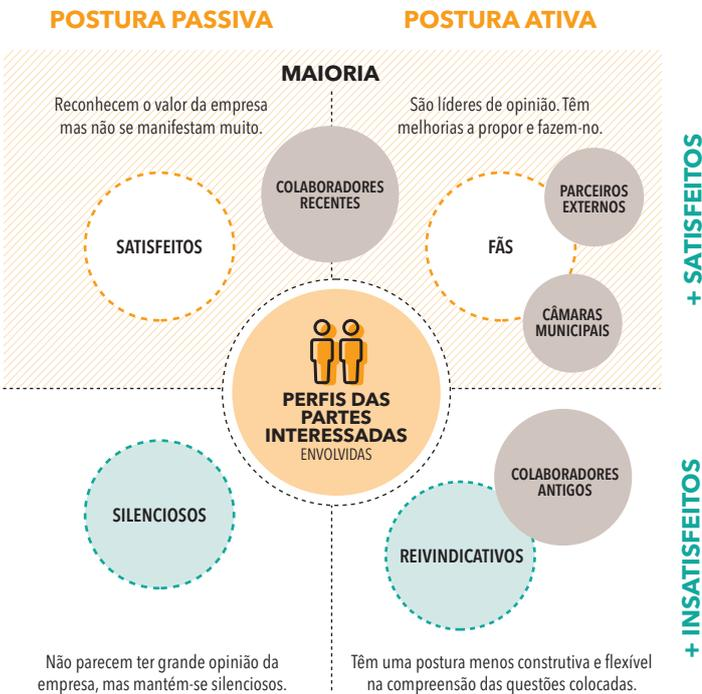 POSTURA PASSIVA
POSTURA ATIVA
MAIORIA
Reconhecem o valor da empresa
mas não se manifestam muito.
São líderes de opinião. Têm
melhorias a propor e fazem-no.
COLABORADORES
RECENTES
PARCEIROS
EXTERNOS
SATISFEITOS
FÃS
CÂMARAS
MUNICIPAIS
+ SATISFEITOS
PERFIS DAS
PARTES
INTERESSADAS
ENVOLVIDAS
COLABORADORES
ANTIGOS
SILENCIOSOS
REIVINDICATIVOS
+ INSATISFEITOS
Não parecem ter grande opinião da
empresa, mas mantém-se silenciosos.
Têm uma postura menos construtiva e flexível
na compreensão das questões colocadas.